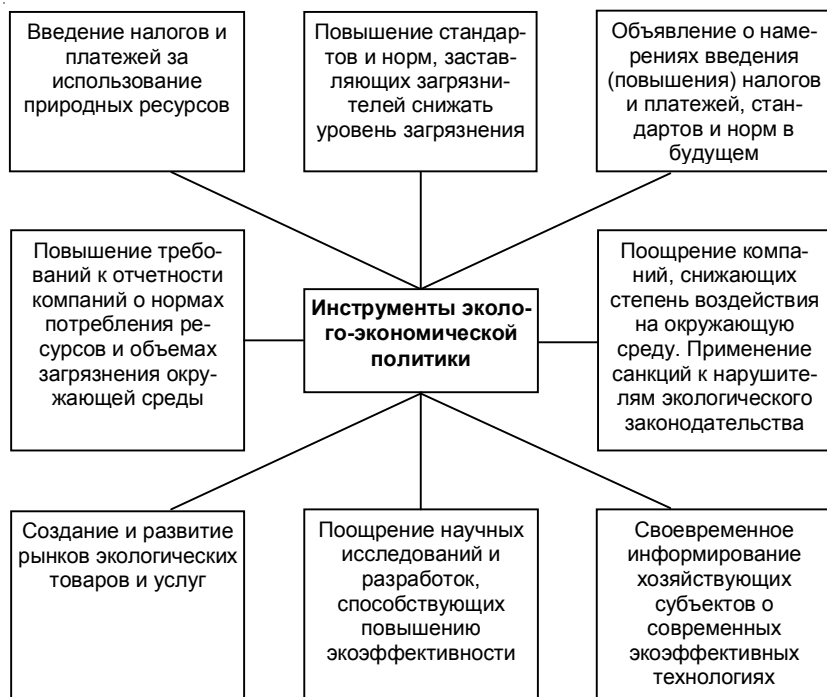 Введение налогов и
платежей за
использование
природных ресурсов
Повышение стандар-
тов и норм, застав-
ляющих загрязни-
телей снижать
уровень загрязнения
Объявление о наме-
рениях введения
(повышения) налогов
и платежей, стан-
дартов и норм в
будущем
Повышение требо-
ваний к отчетности
компаний о нормах
потребления ре-
сурсов и объемах
загрязнения окру-
жающей среды
Инструменты эколо-
го-экономической
политики
Поощрение компа-
ний, снижающих
степень воздействия
на окружающую
среду. Применение
санкций к нарушите-
лям экологического
законодательства
Создание и развитие
рынков экологических
товаров и услуг
Поощрение научных
исследований и
разработок,
способствующих
повышению
экоэффективности
Своевременное
информирование
хозяйствующих
субъектов о
современных
экоэффективных
технологиях